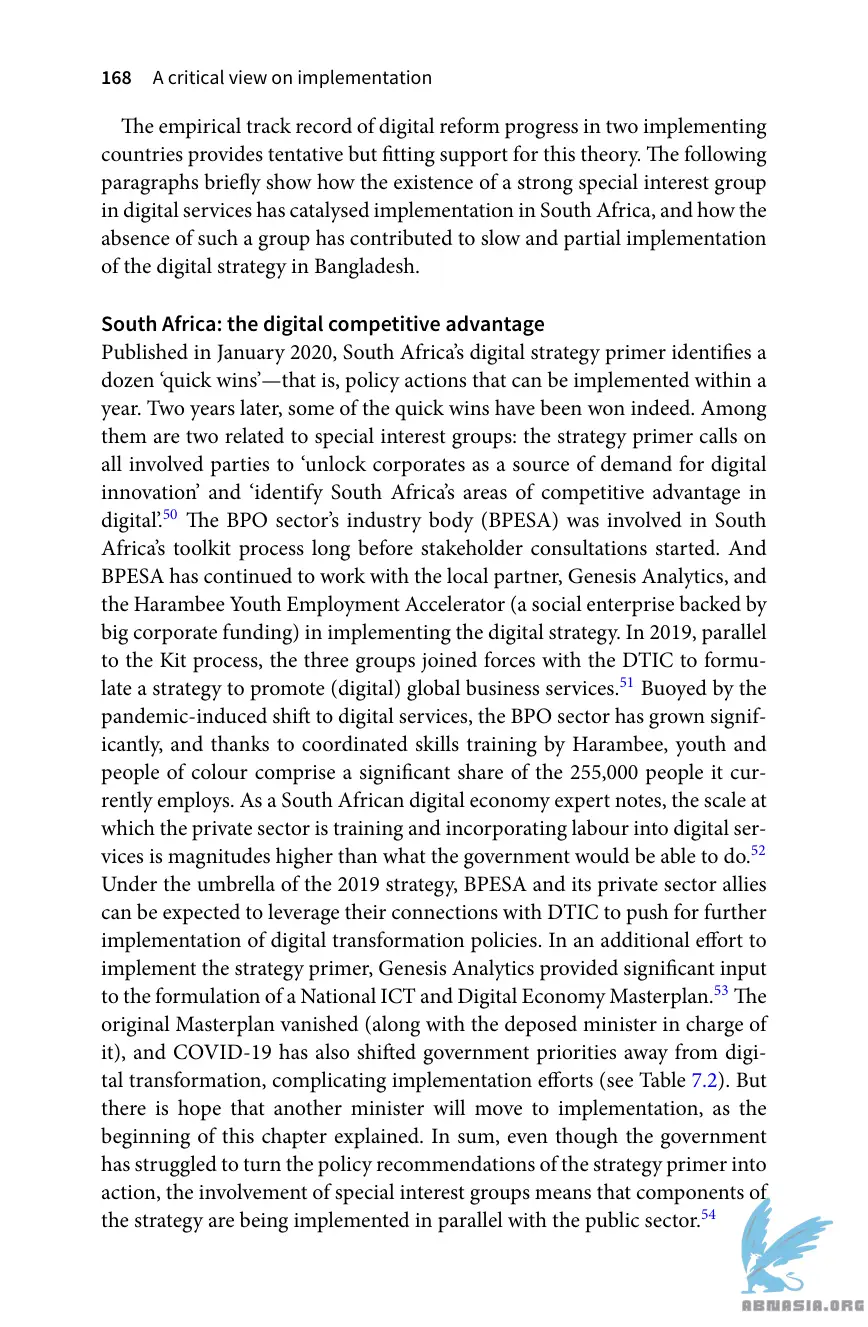 168 A critical view on implementation
The empirical track record of digital reform progress in two implementing
countries provides tentative but fitting support for this theory. The following
paragraphs briefly show how the existence of a strong special interest group
in digital services has catalysed implementation in South Africa, and how the
absence of such a group has contributed to slow and partial implementation
of the digital strategy in Bangladesh.
South Africa: the digital competitive advantage
Published in January 2020, South Africa’s digital strategy primer identifies a
dozen ‘quick wins’—that is, policy actions that can be implemented within a
year. Two years later, some of the quick wins have been won indeed. Among
them are two related to special interest groups: the strategy primer calls on
all involved parties to ‘unlock corporates as a source of demand for digital
innovation’ and ‘identify South Africa’s areas of competitive advantage in
digital’.50 The BPO sector’s industry body (BPESA) was involved in South
Africa’s toolkit process long before stakeholder consultations started. And
BPESA has continued to work with the local partner, Genesis Analytics, and
the Harambee Youth Employment Accelerator (a social enterprise backed by
big corporate funding) in implementing the digital strategy. In 2019, parallel
to the Kit process, the three groups joined forces with the DTIC to formu-
late a strategy to promote (digital) global business services.51 Buoyed by the
pandemic-induced shift to digital services, the BPO sector has grown signif-
icantly, and thanks to coordinated skills training by Harambee, youth and
people of colour comprise a significant share of the 255,000 people it cur-
rently employs. As a South African digital economy expert notes, the scale at
which the private sector is training and incorporating labour into digital ser-
vices is magnitudes higher than what the government would be able to do.52
Under the umbrella of the 2019 strategy, BPESA and its private sector allies
can be expected to leverage their connections with DTIC to push for further
implementation of digital transformation policies. In an additional effort to
implement the strategy primer, Genesis Analytics provided significant input
to the formulation of a National ICT and Digital Economy Masterplan.53 The
original Masterplan vanished (along with the deposed minister in charge of
it), and COVID-19 has also shifted government priorities away from digi-
tal transformation, complicating implementation efforts (see Table 7.2). But
there is hope that another minister will move to implementation, as the
beginning of this chapter explained. In sum, even though the government
has struggled to turn the policy recommendations of the strategy primer into
action, the involvement of special interest groups means that components of
the strategy are being implemented in parallel with the public sector.54
ABNASIA.ORG